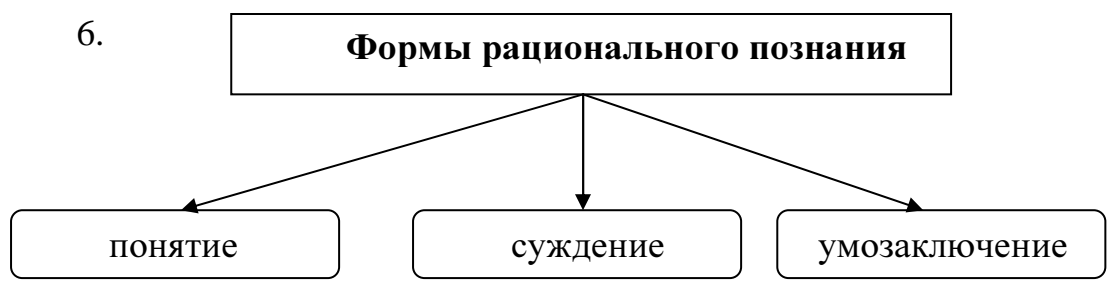 6.
Формы рационального познания
понятие
суждение
умозаключение